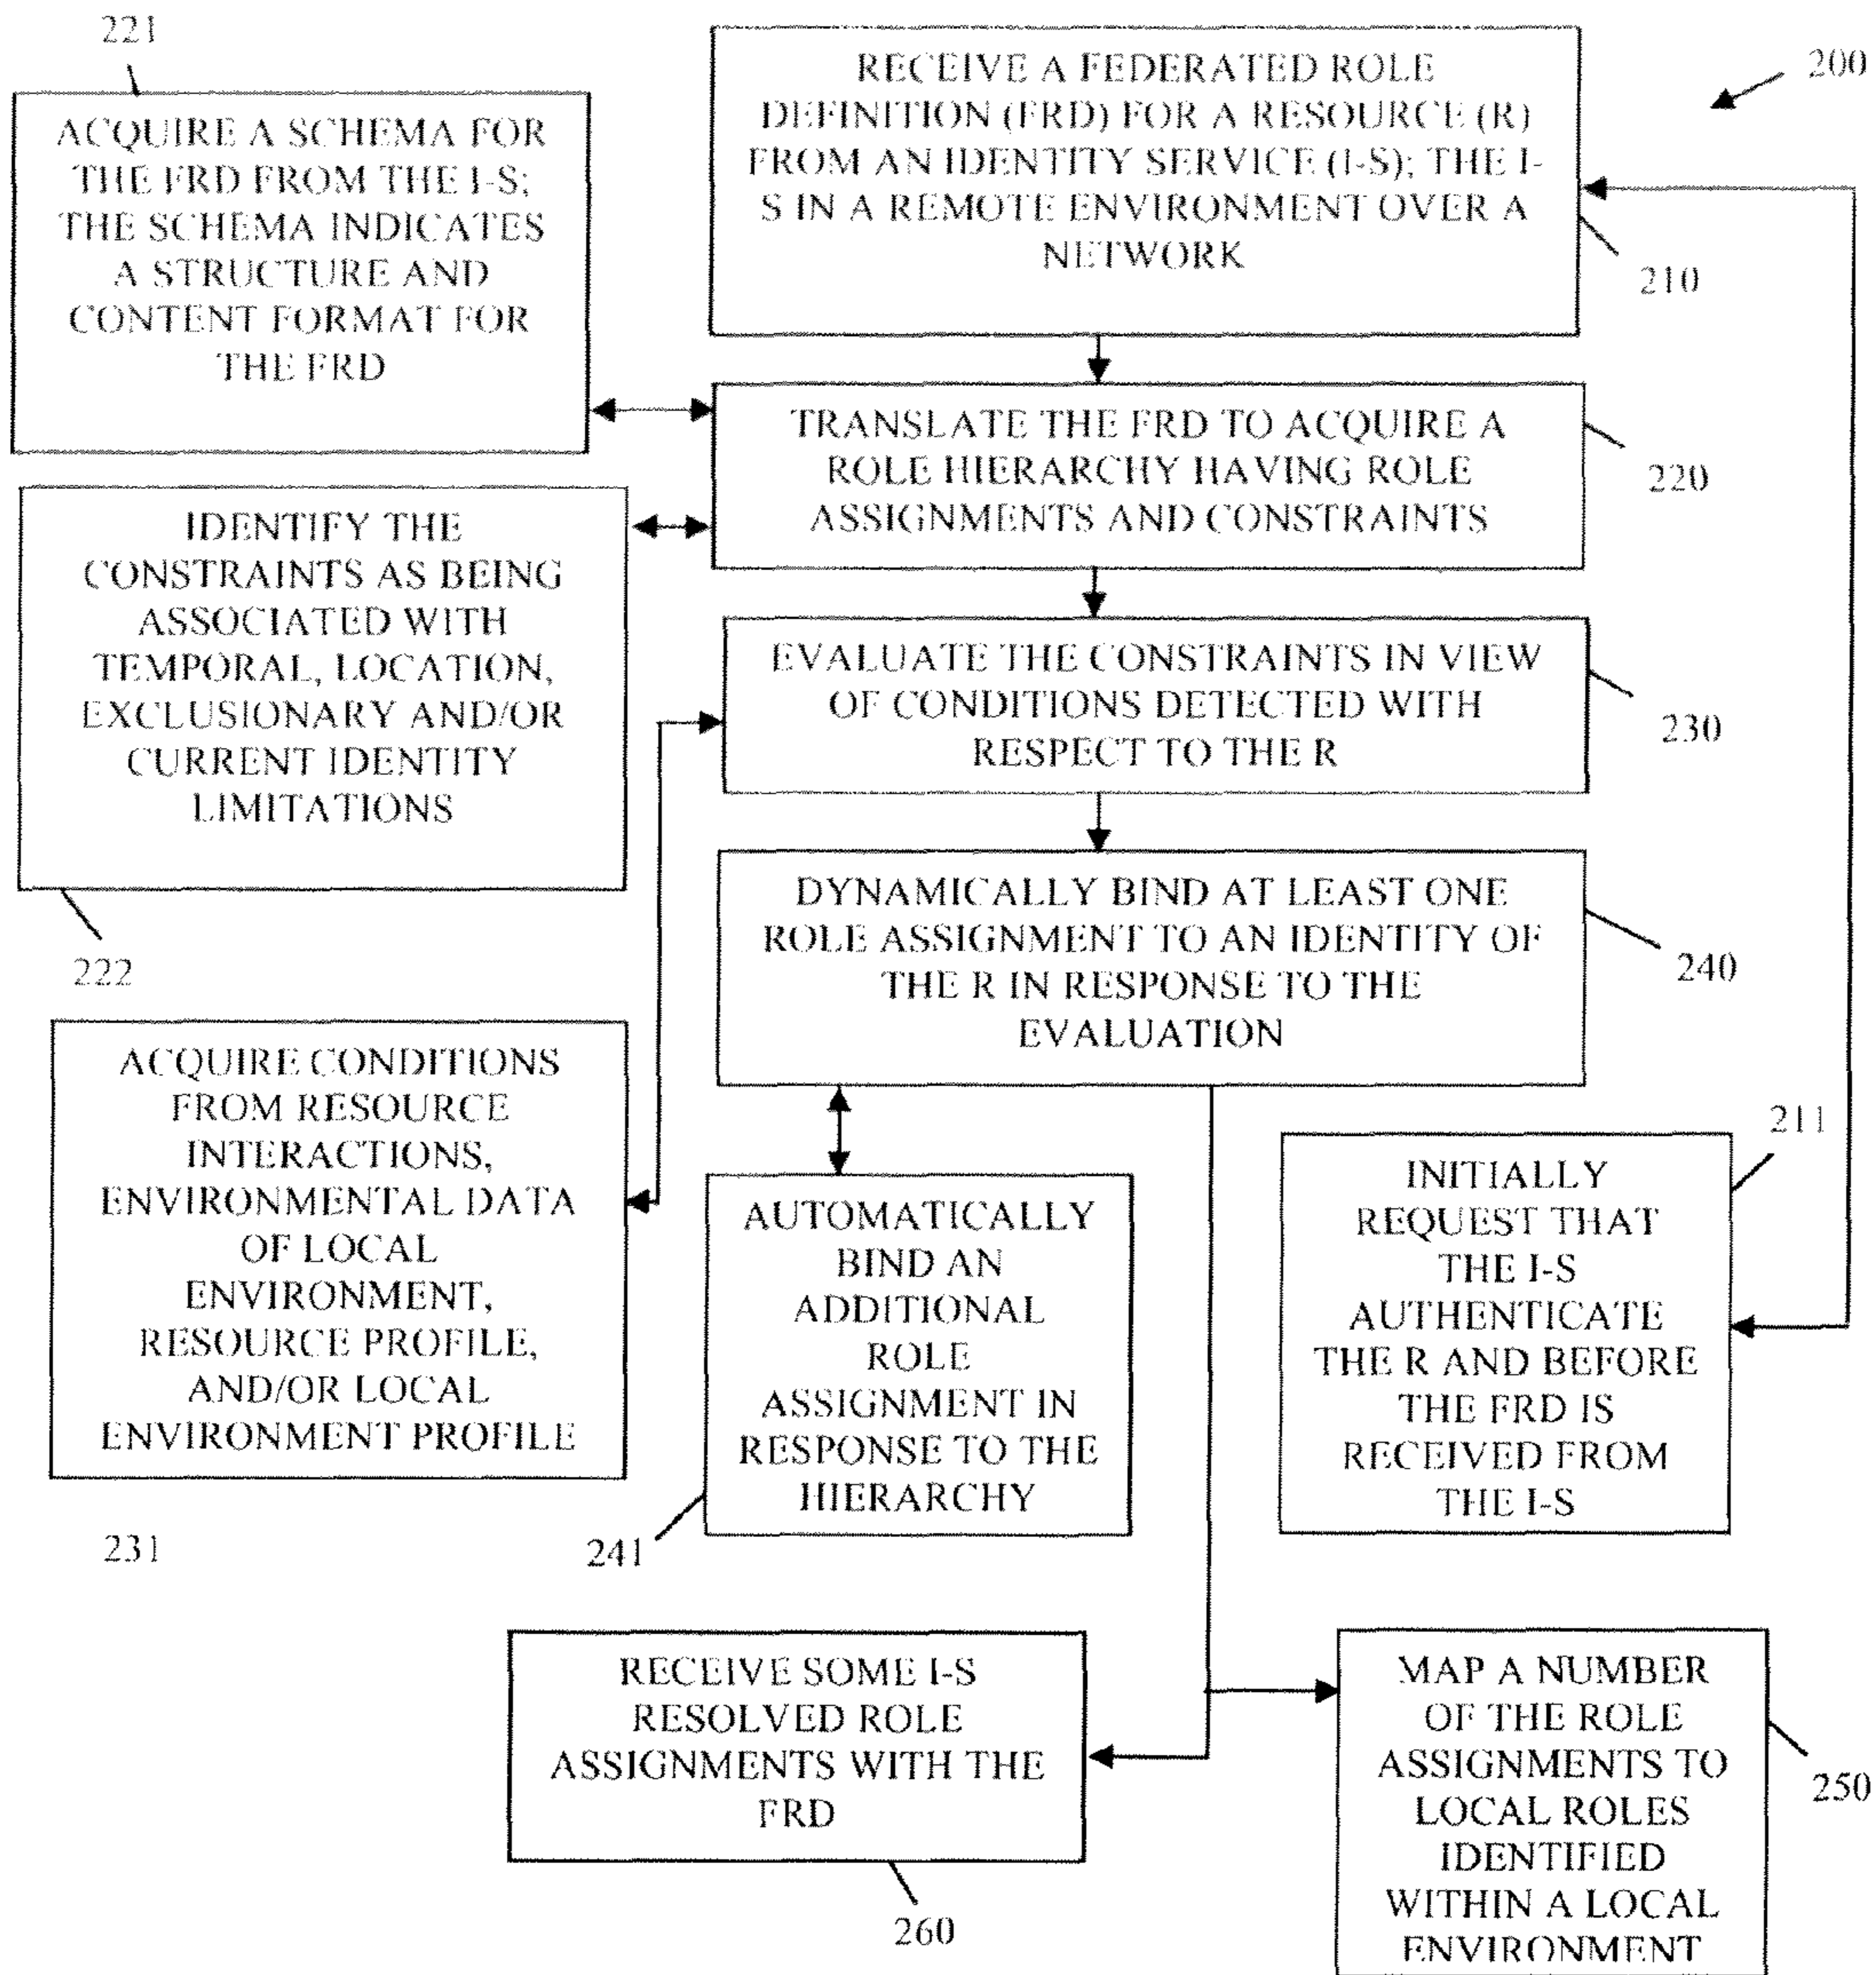 221
ACQUIRE A SCHEMA FOR
THE FRD FROM THE I-S;
THE SCHEMA INDICATES
A STRUCTURE AND
CONTENT FORMAT FOR
THE FRD
RECEIVE A FEDERATED ROLE
DEFINITION (FRD) FOR A RESOURCE (R)
FROM AN IDENTITY SERVICE (I-S); THE I-
S IN A REMOTE ENVIRONMENT OVER A
NETWORK
200
210
TRANSLATE THE FRD TO ACQUIRE A
ROLE HIERARCHY HAVING ROLE
ASSIGNMENTS AND CONSTRAINTS
220
IDENTIFY THE
CONSTRAINTS AS BEING
ASSOCIATED WITH
TEMPORAL, LOCATION,
EXCLUSIONARY AND/OR
CURRENT IDENTITY
LIMITATIONS
222
EVALUATE THE CONSTRAINTS IN VIEW
OF CONDITIONS DETECTED WITH
RESPECT TO THE R
230
DYNAMICALLY BIND AT LEAST ONE
ROLE ASSIGNMENT TO AN IDENTITY OF
THE R IN RESPONSE TO THE
EVALUATION
240
ACQUIRE CONDITIONS
FROM RESOURCE
INTERACTIONS,
ENVIRONMENTAL DATA
OF LOCAL
ENVIRONMENT,
RESOURCE PROFILE,
AND/OR LOCAL
ENVIRONMENT PROFILE
231
AUTOMATICALLY
BIND AN
ADDITIONAL
ROLE
ASSIGNMENT IN
RESPONSE TO THE
HIERARCHY
241
211
INITIALLY
REQUEST THAT
THE I-S
AUTHENTICATE
THE R AND BEFORE
THE FRD IS
RECEIVED FROM
THE I-S
RECEIVE SOME I-S
RESOLVED ROLE
ASSIGNMENTS WITH THE
FRD
260
MAP A NUMBER
OF THE ROLE
ASSIGNMENTS TO
LOCAL ROLES
IDENTIFIED
WITHIN A LOCAL
ENVIRONMENT
250